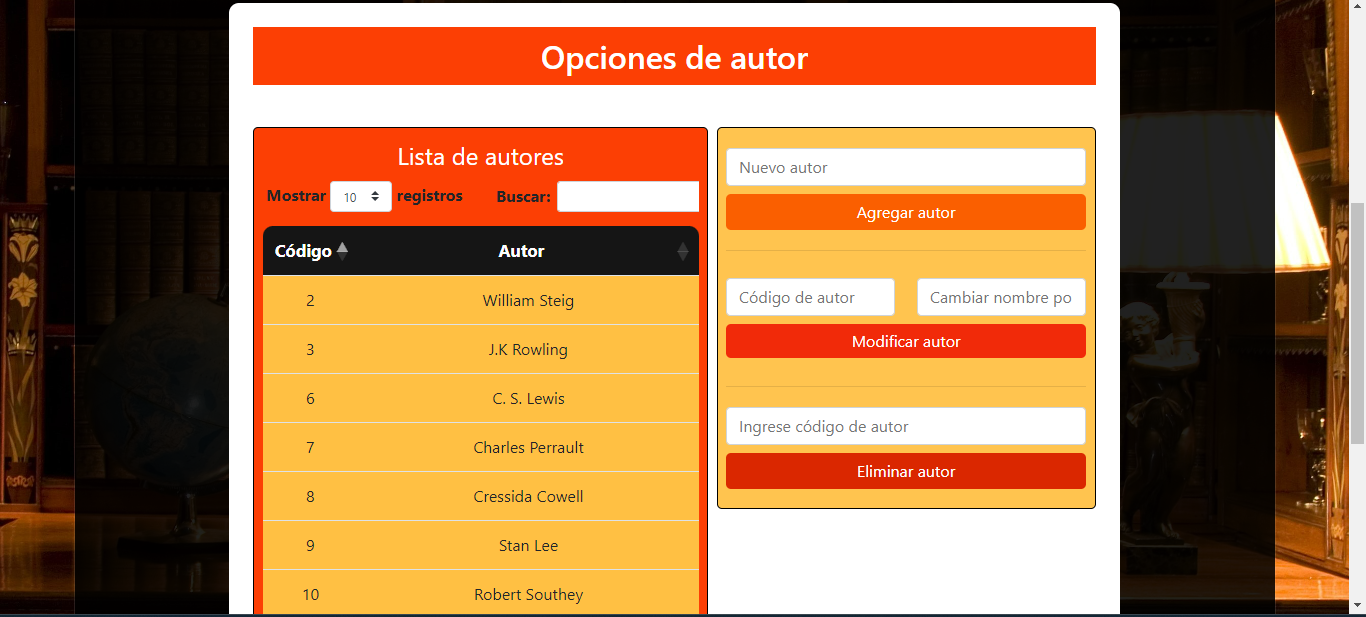 Opciones de autor
Lista de autores
Mostrar 10 registros Buscar:
Código Autor
2 William Steig
3 J.K Rowling
6 C. S. Lewis
7 Charles Perrault
8 Cressida Cowell
9 Stan Lee
10 Robert Southey
Nuevo autor
Agregar autor
Código de autor Cambiar nombre po
Modificar autor
Ingrese código de autor
Eliminar autor